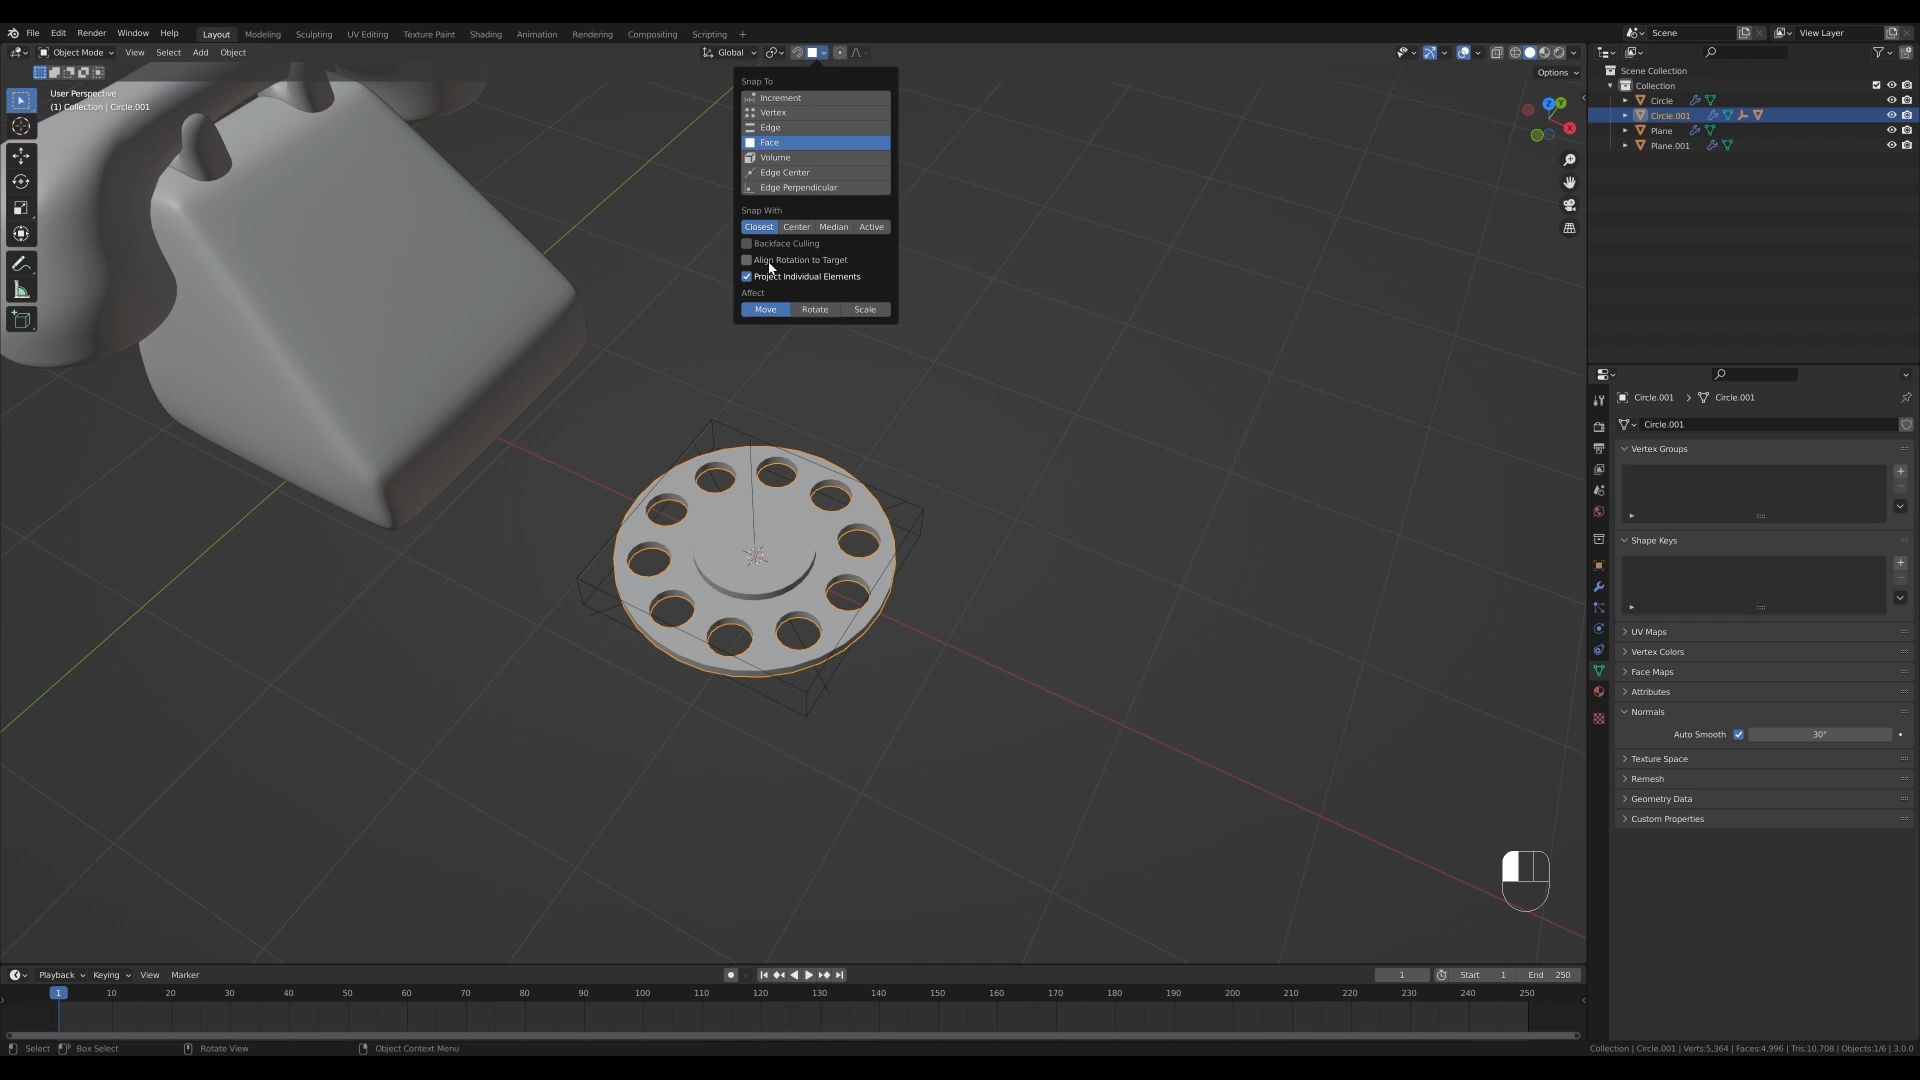 File Edit Render Window Help Layout Modeling Sculpting UV Editing Texture Paint Shading Animation Rendering Compositing Scripting + Scene View Layer
Object Mode View Select Add Object Global
Options
User Perspective
(1) Collection | Circle.001
Snap To
Increment
Vertex
Edge
Face
Volume
Edge Center
Edge Perpendicular
Snap With
Closest Center Median Active
Backface Culling
Align Rotation to Target
Project Individual Elements
Affect
Move Rotate Scale
Z Y X
Scene Collection
Collection
Circle
Circle.001
Plane
Plane.001
Circle.001 > Circle.001
Circle.001
Vertex Groups
Shape Keys
UV Maps
Vertex Colors
Face Maps
Attributes
Normals
Auto Smooth 30°
Texture Space
Remesh
Geometry Data
Custom Properties
Playback Keying View Marker 1 Start 1 End 250
1 10 20 30 40 50 60 70 80 90 100 110 120 130 140 150 160 170 180 190 200 210 220 230 240 250
Select Box Select Rotate View Object Context Menu Collection | Circle.001 | Verts:5,364 | Faces:4,996 | Tris:10,708 | Objects:1/6 | 3.0.0